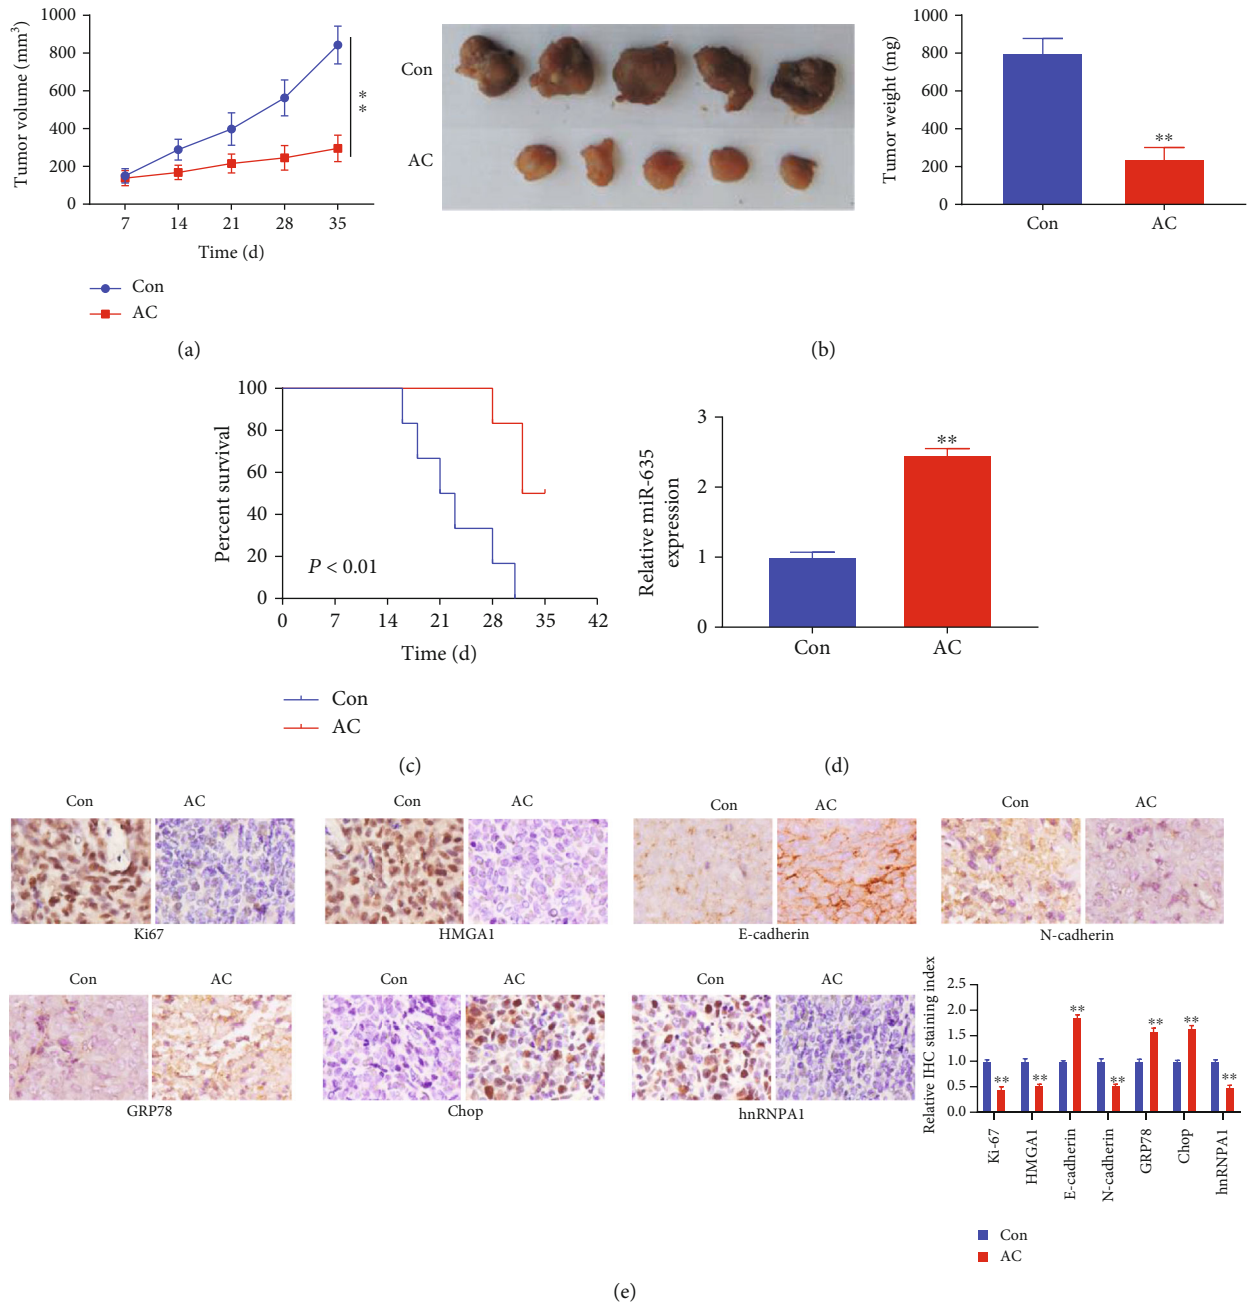 Tumor volume (mm³)
1000
800
600
400
200
0
7 14 21 28 35
Time (d)
**
Con
AC
(a)
Con
AC
Tumor weight (mg)
1000
800
600
400
200
0
**
Con AC
(b)
Percent survival
100
80
60
40
20
0
P < 0.01
0 7 14 21 28 35 42
Time (d)
Con
AC
(c)
Relative miR-635
expression
3
2
1
0
**
Con AC
(d)
Con AC
Ki67
Con AC
HMGA1
Con AC
E-cadherin
Con AC
N-cadherin
Con AC
GRP78
Con AC
Chop
Con AC
hnRNPA1
Relative IHC staining index
2.5
2.0
1.5
1.0
0.5
0.0
** ** ** ** ** ** **
Ki-67
HMGA1
E-cadherin
N-cadherin
GRP78
Chop
hnRNPA1
Con
AC
(e)